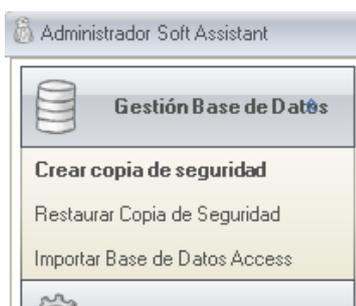 Administrador Soft Assistant
Gestión Base de Datos
Crear copia de seguridad
Restaurar Copia de Seguridad
Importar Base de Datos Access